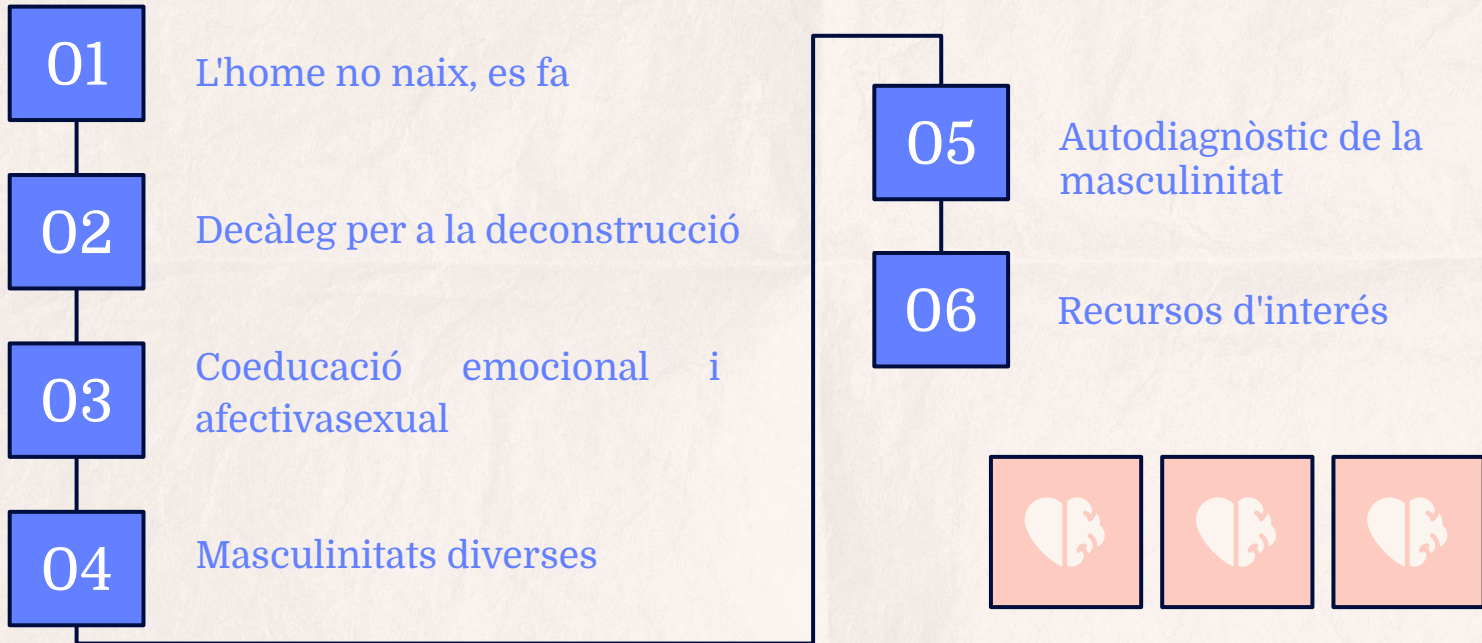 01
L'home no naix, es fa
02
Decàleg per a la deconstrucció
03
Coeducació emocional i
afectivasexual
04
Masculinitats diverses
05
Autodiagnòstic de la
masculinitat
06
Recursos d'interés